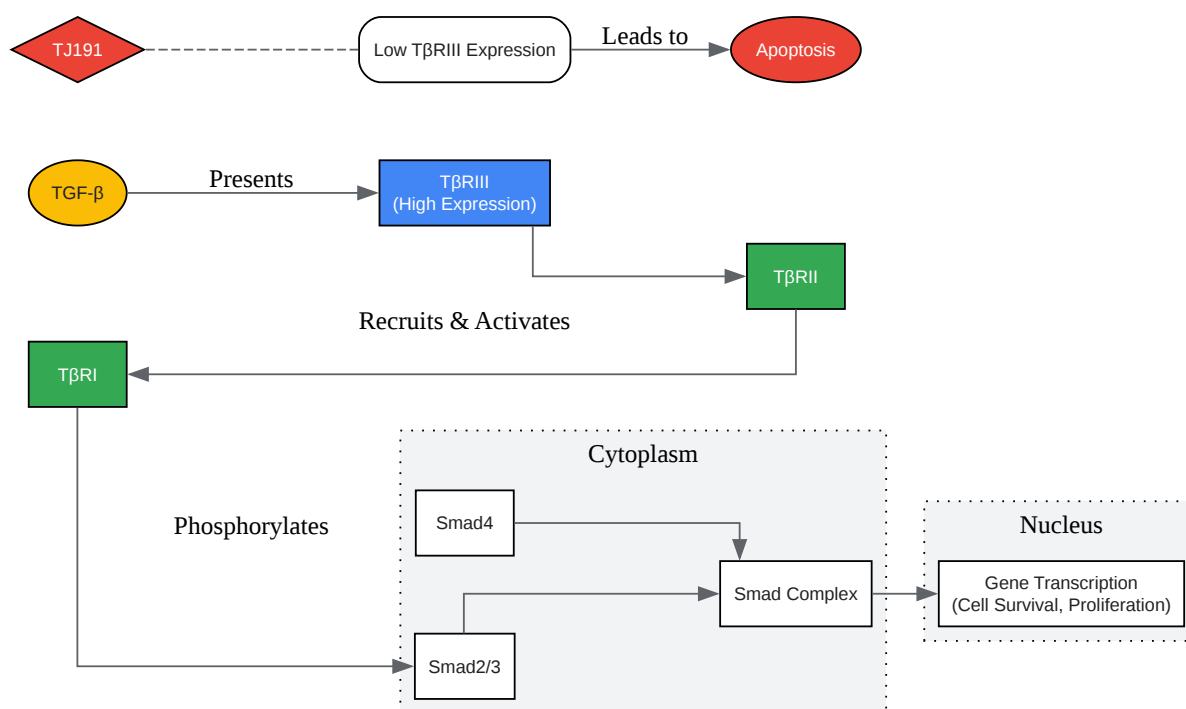 TJ191
Low TβRIII Expression
Leads to
Apoptosis
TGF-β
Presents
TβRIII
(High Expression)
TβRII
Recruits & Activates
TβRI
Cytoplasm
Smad4
Phosphorylates
Nucleus
Smad Complex
Gene Transcription
(Cell Survival, Proliferation)
Smad2/3